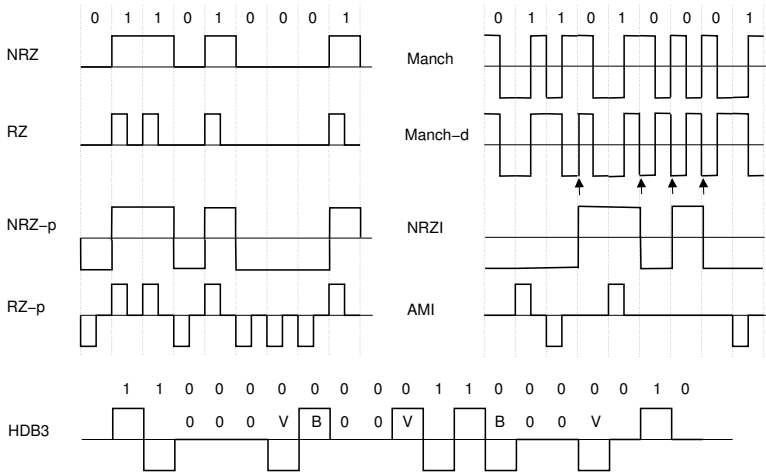 0 1 1 0 1 0 0 0 1
NRZ
RZ
NRZ–p
RZ–p
0 1 1 0 1 0 0 0 1
Manch
Manch–d
NRZI
AMI
1 1 0 0 0 0 0 0 0 0 1 1 0 0 0 0 0 1 0
HDB3 0 0 0 V B 0 0 V B 0 0 V